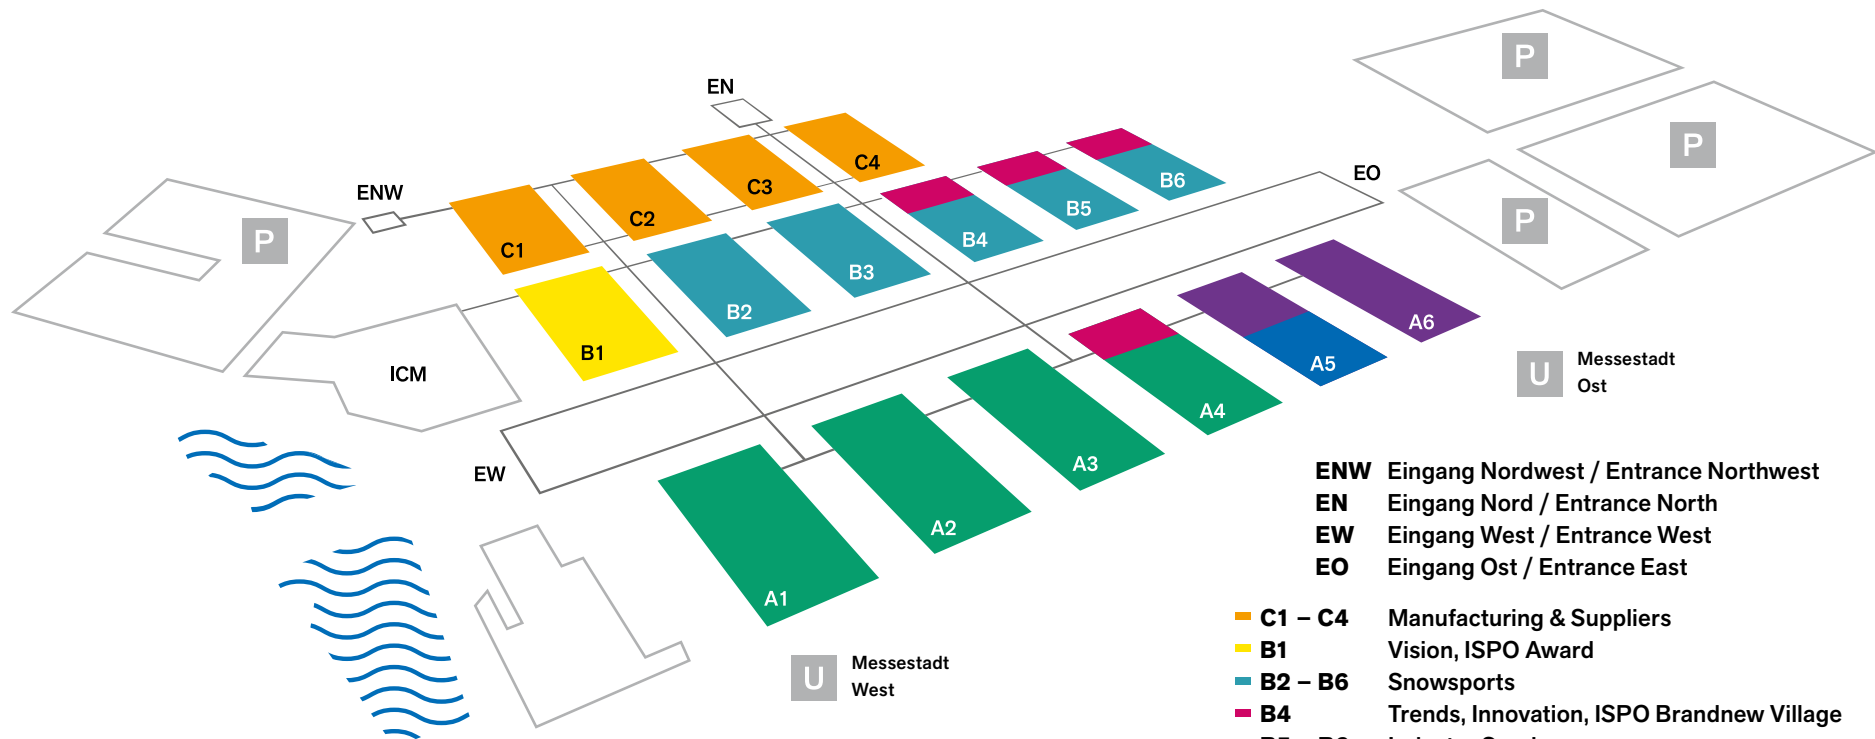 EN
P
P
C4
C3
B6
EO
ENW
C2
B5
P
P
C1
B4
B3
B2
A6
B1
A5
Messestadt
U
Ost
ICM
A4
A3
EW
ENW Eingang Nordwest / Entrance Northwest
EN Eingang Nord / Entrance North
A2
EW Eingang West / Entrance West
EO Eingang Ost / Entrance East
A1
C1 – C4 Manufacturing & Suppliers
B1 Vision, ISPO Award
Messestadt
U
West
B2 – B6 Snowsports
B4 Trends, Innovation, ISPO Brandnew Village